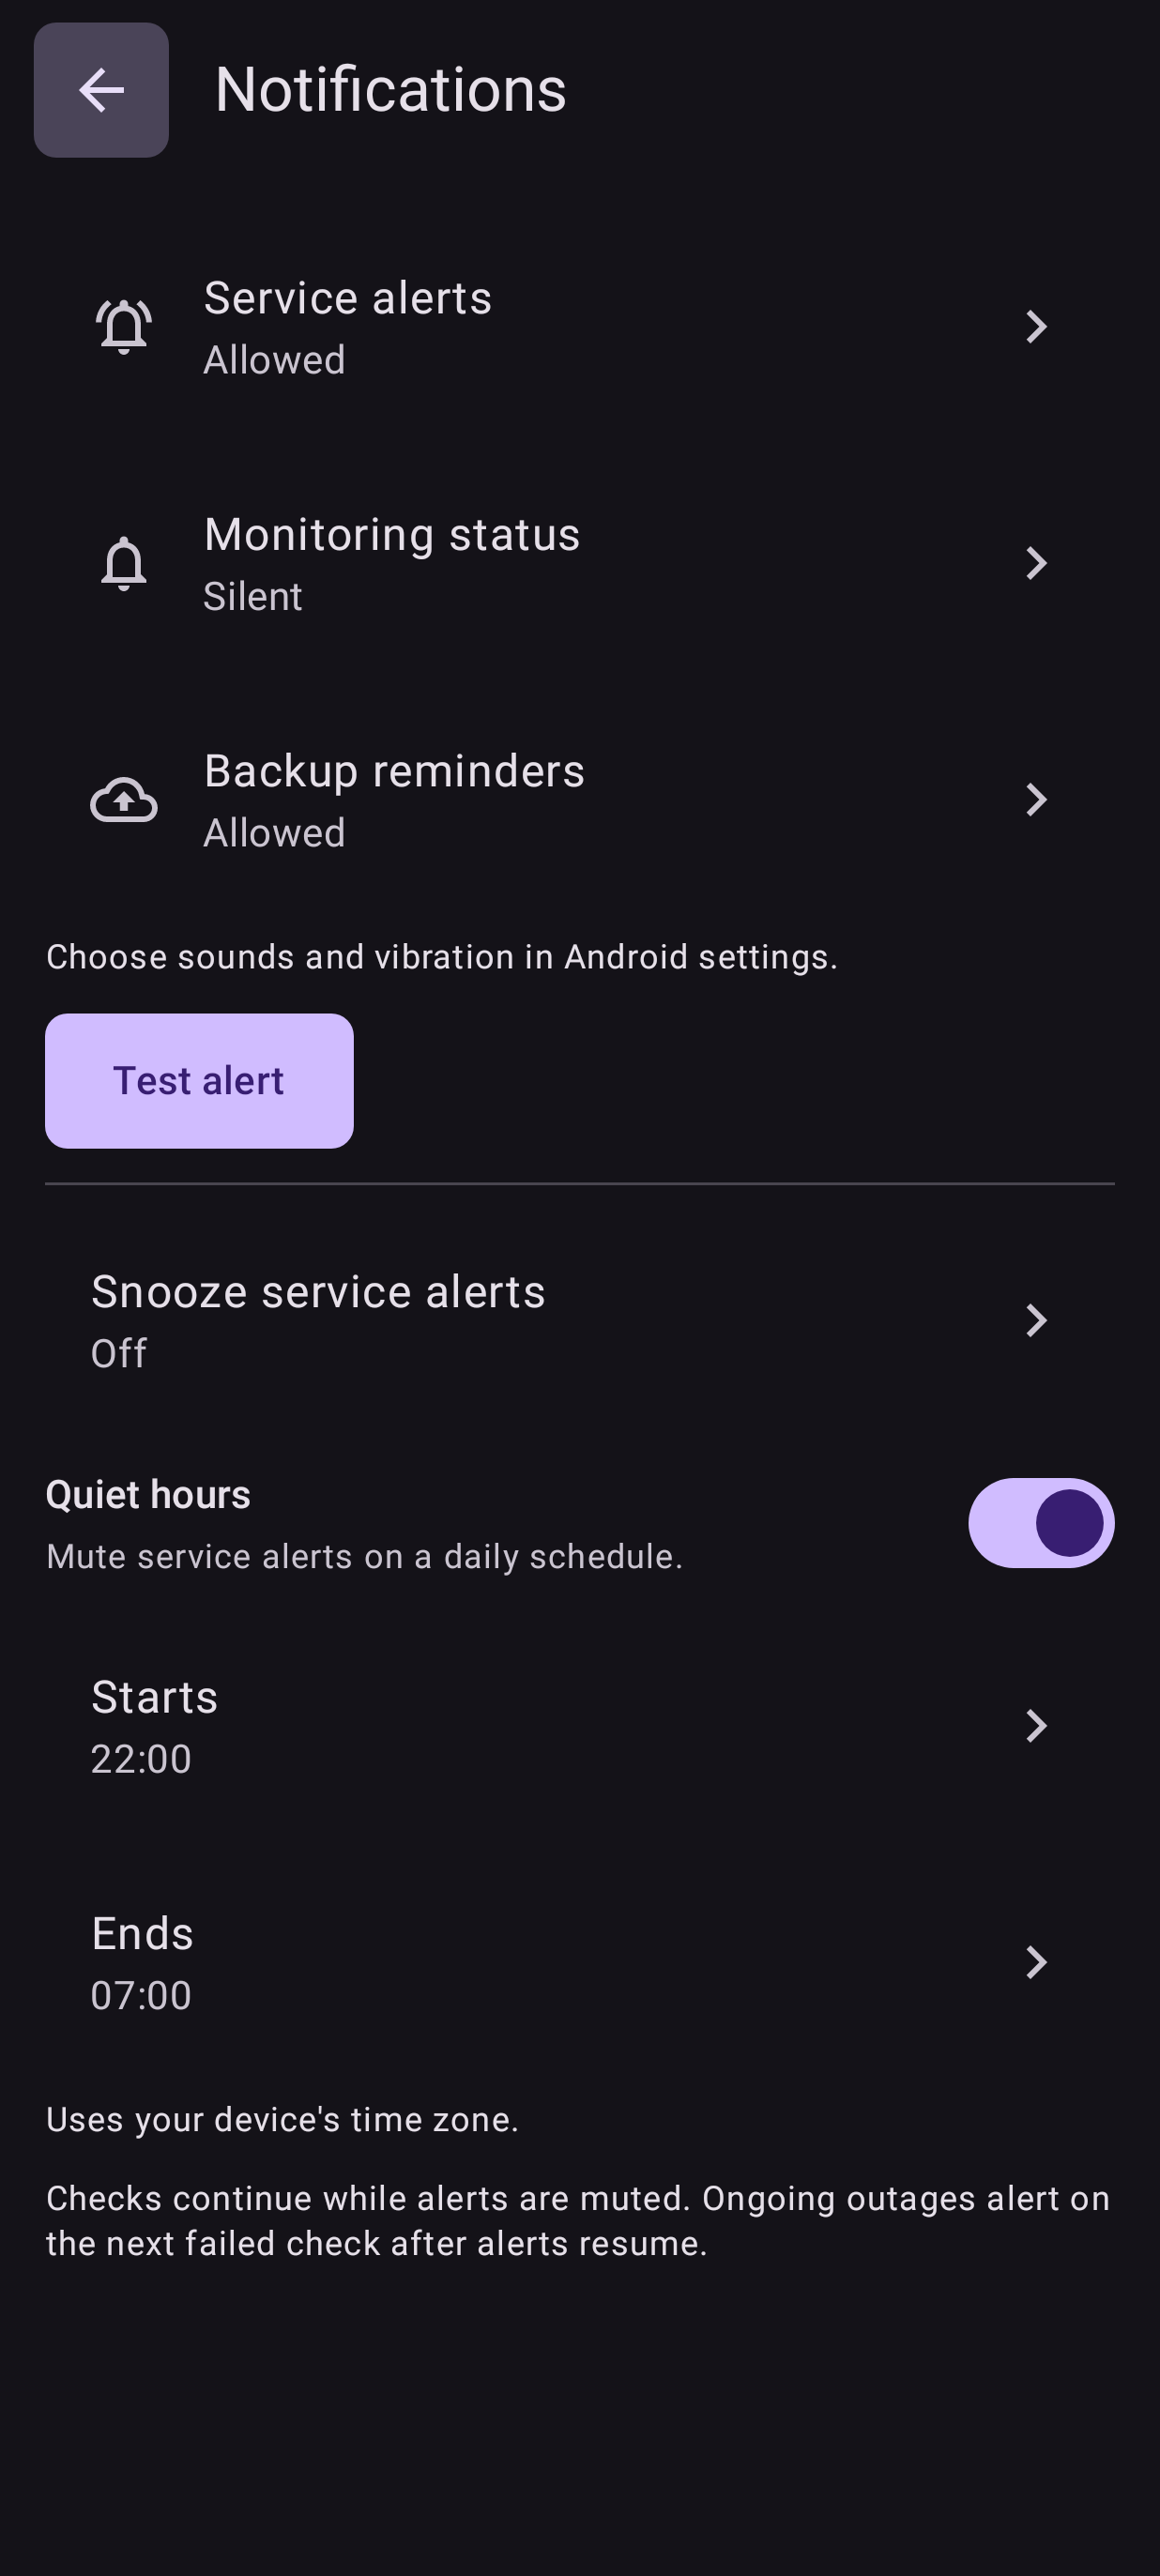 Notifications
Service alerts
Allowed
Monitoring status
Silent
Backup reminders
Allowed
Choose sounds and vibration in Android settings.
Test alert
Snooze service alerts
Off
Quiet hours
Mute service alerts on a daily schedule.
Starts
22:00
Ends
07:00
Uses your device's time zone.
Checks continue while alerts are muted. Ongoing outages alert on
the next failed check after alerts resume.